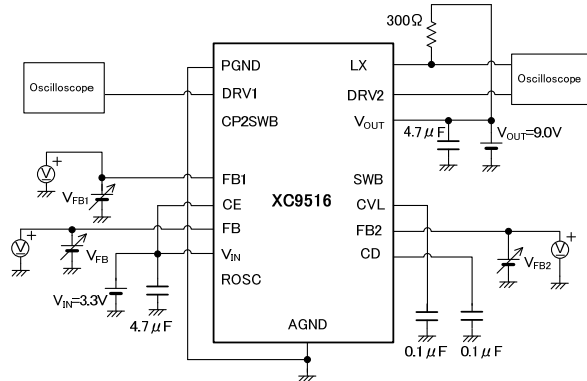 300Ω
PGND
LX
Oscilloscope
Oscilloscope
DRV1
DRV2
CP2SWB
VOUT
4.7μF
VOUT=9.0V
V
+
FB1
SWB
VFB1
CE
XC9516
CVL
V
+
FB
FB2
+
V
VFB
VIN
CD
VFB2
ROSC
VIN=3.3V
4.7μF
AGND
0.1μF
0.1μF